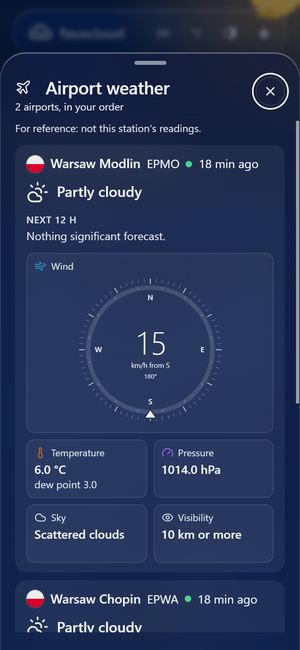 Airport weather
2 airports, in your order
For reference: not this station's readings.
Warsaw Modlin EPMO 18 min ago
Partly cloudy
NEXT 12 H
Nothing significant forecast.
Wind
N
W
E
15
km/h from S
180°
S
Temperature
6.0 °C
dew point 3.0
Pressure
1014.0 hPa
Sky
Scattered clouds
Visibility
10 km or more
Warsaw Chopin EPWA 18 min ago
Partly cloudy